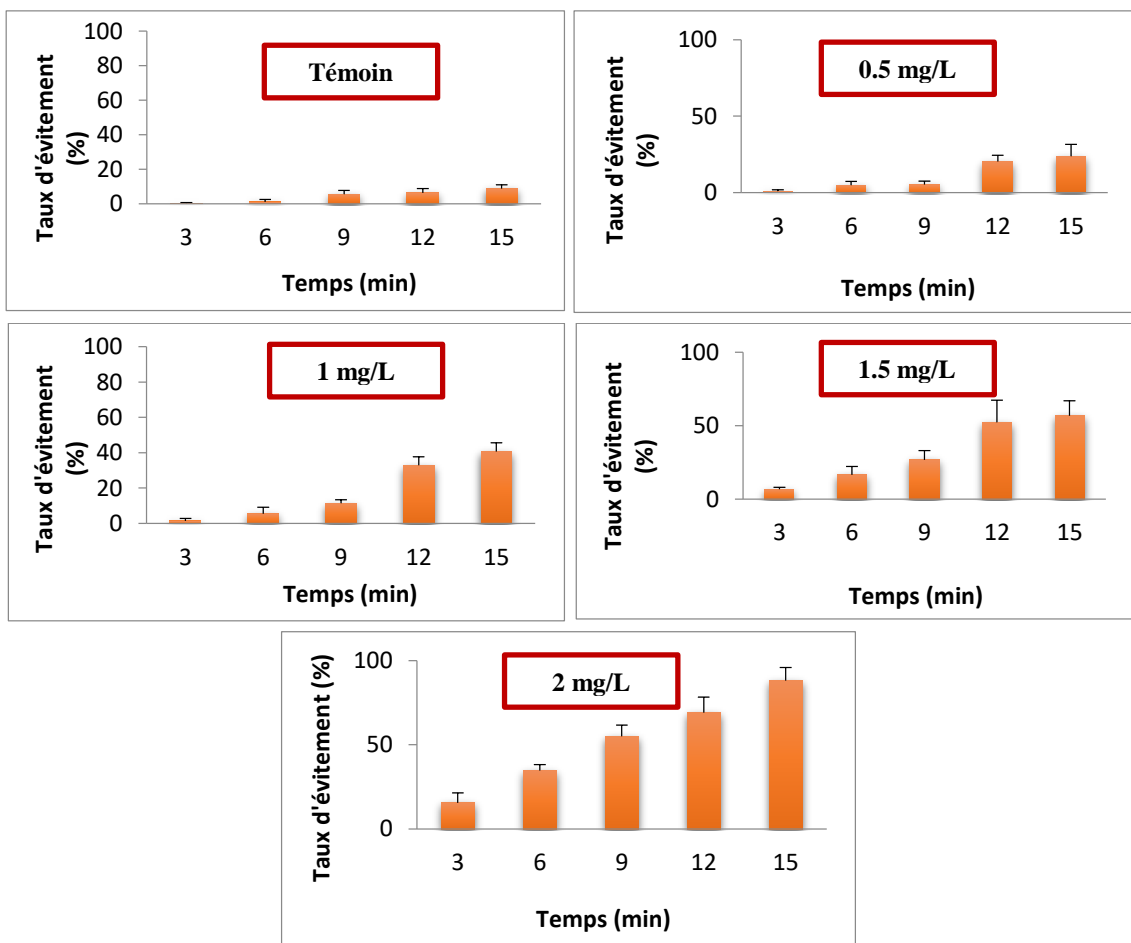 Témoin
Taux d'évitement
(%)
100
80
60
40
20
0
3 6 9 12 15
Temps (min)
0.5 mg/L
Taux d'évitement
(%)
100
50
0
3 6 9 12 15
Temps (min)
1 mg/L
Taux d'évitement
(%)
100
80
60
40
20
0
3 6 9 12 15
Temps (min)
1.5 mg/L
Taux d'évitement
(%)
100
50
0
3 6 9 12 15
Temps (min)
2 mg/L
Taux d'évitement (%)
100
50
0
3 6 9 12 15
Temps (min)